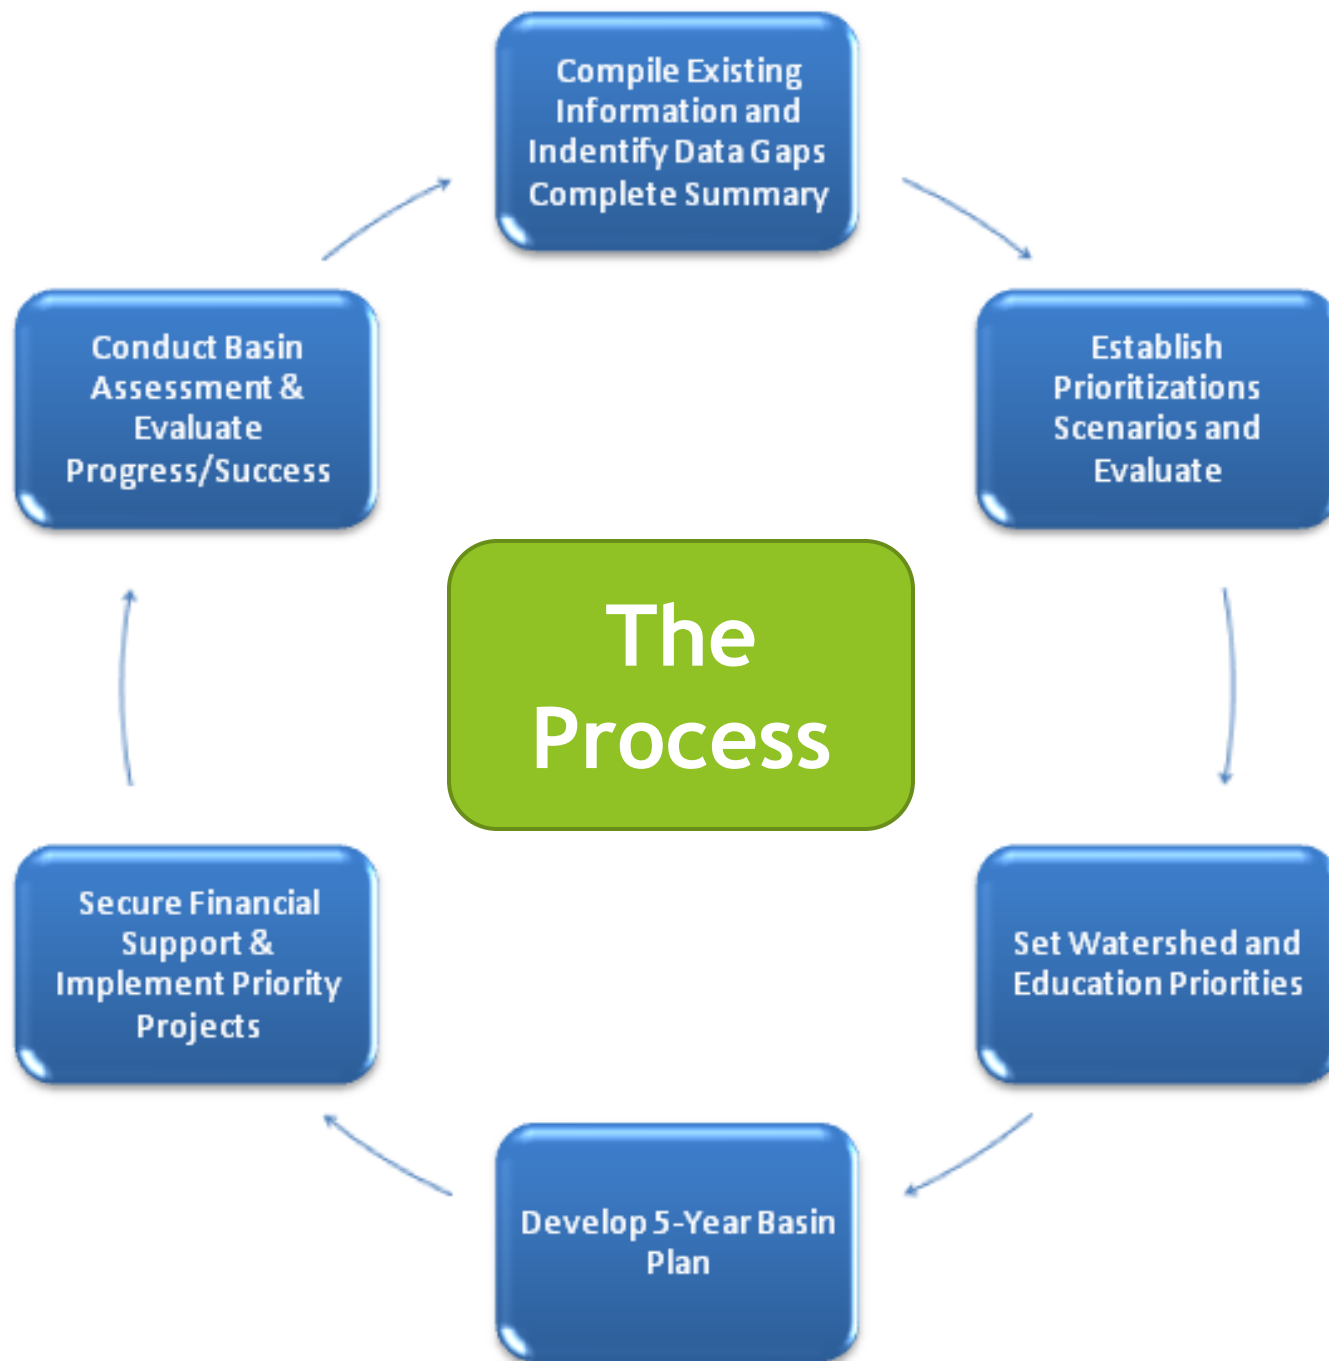 Compile Existing
Information and
Indentify Data Gaps
Complete Summary
Establish
Prioritizations
Scenarios and
Evaluate
Set Watershed and
Education Priorities
Develop 5-Year Basin
Plan
Secure Financial
Support &
Implement Priority
Projects
Conduct Basin
Assessment &
Evaluate
Progress/Success
The
Process